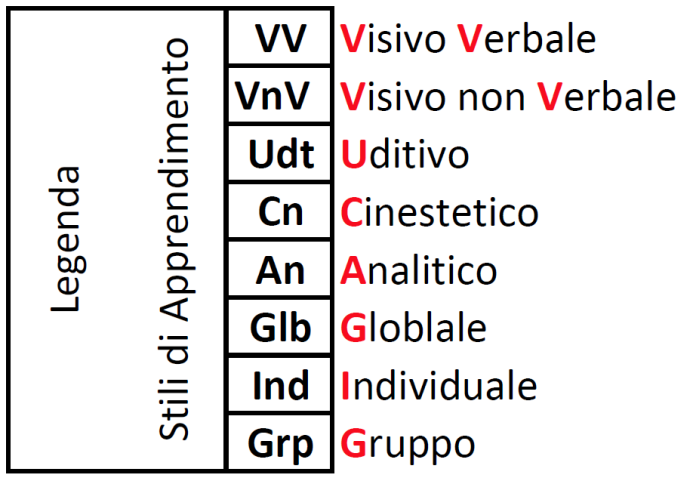 Legenda
Stili di Apprendimento
VV Visivo Verbale
VnV Visivo non Verbale
Udt Uditivo
Cn Cinestetico
An Analitico
Glb Globlale
Ind Individuale
Grp Gruppo